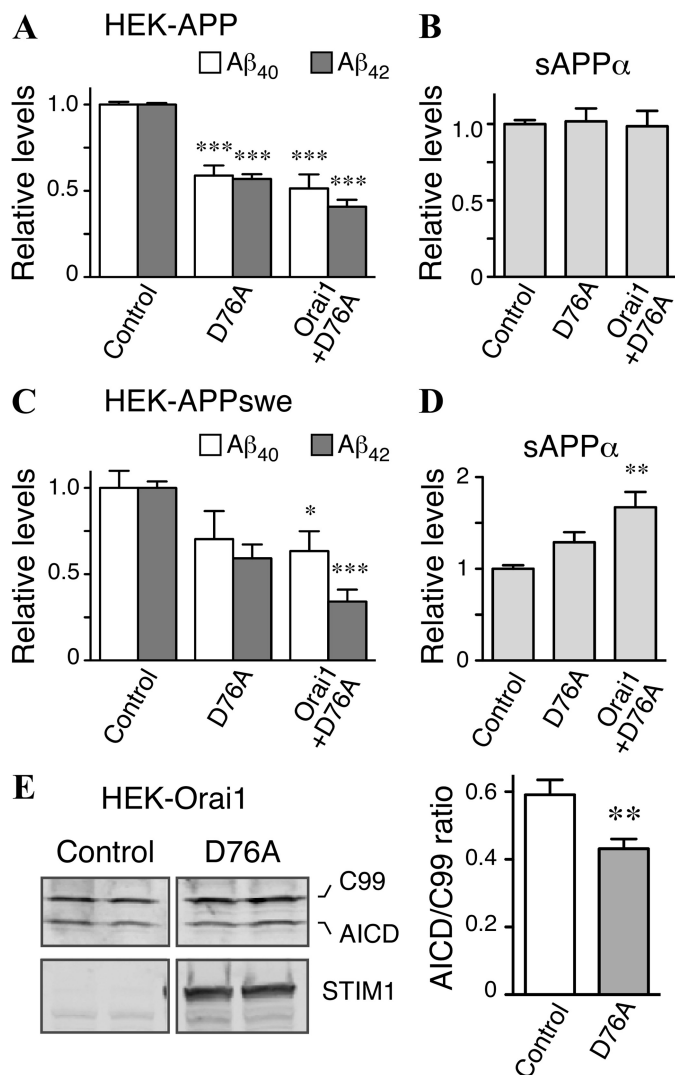 A HEK-APP
Aβ40 Aβ42
Relative levels
1.0
0.5
0
*** *** *** ***
Control
D76A
Orai1
+D76A
B
sAPPα
Relative levels
1.0
0.5
0
Control
D76A
Orai1
+D76A
C HEK-APPswe
Aβ40 Aβ42
Relative levels
1.0
0.5
0
* ***
Control
D76A
Orai1
+D76A
D
sAPPα
Relative levels
2
1
0
**
Control
D76A
Orai1
+D76A
E HEK-Orai1
Control D76A
C99
AICD
STIM1
AICD/C99 ratio
0.6
0.4
0.2
0
**
Control
D76A